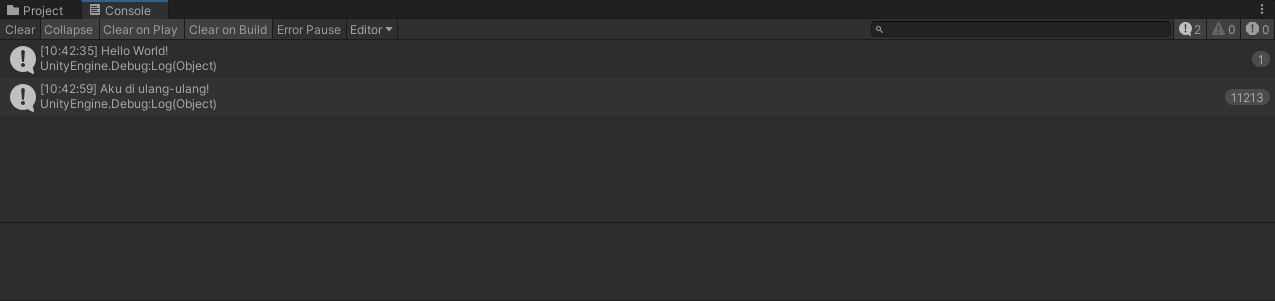 Project Console
Clear Collapse Clear on Play Clear on Build Error Pause Editor 2 0 0
[10:42:35] Hello World!
UnityEngine.Debug:Log(Object)
1
[10:42:59] Aku di ulang-ulang!
UnityEngine.Debug:Log(Object)
11213